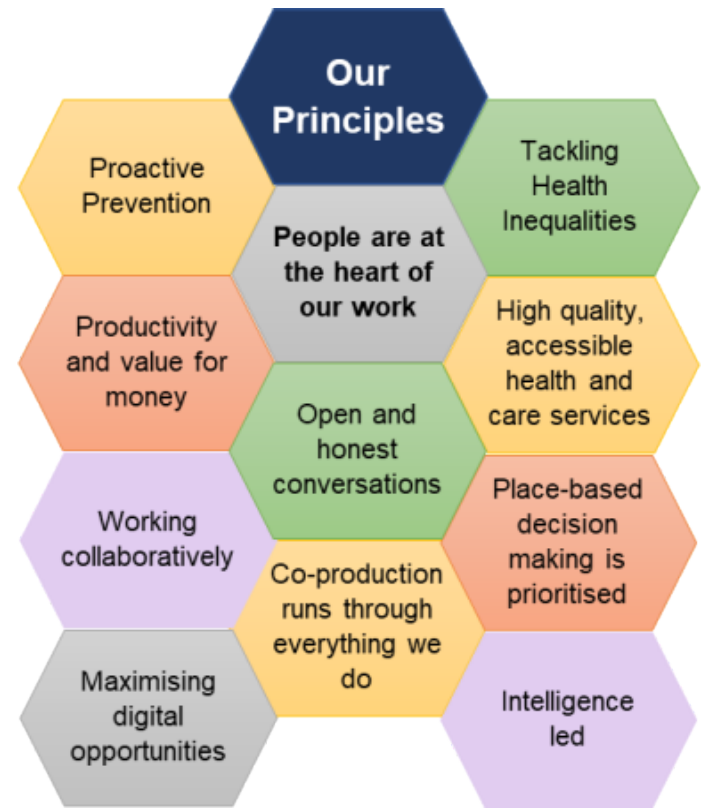 Our
Principles
Proactive
Prevention
Tackling
Health
Inequalities
People are at
the heart of
our work
Productivity
and value for
money
High quality,
accessible
health and
care services
Open and
honest
conversations
Working
collaboratively
Place-based
decision
making is
prioritised
Co-production
runs through
everything we
do
Maximising
digital
opportunities
Intelligence
led